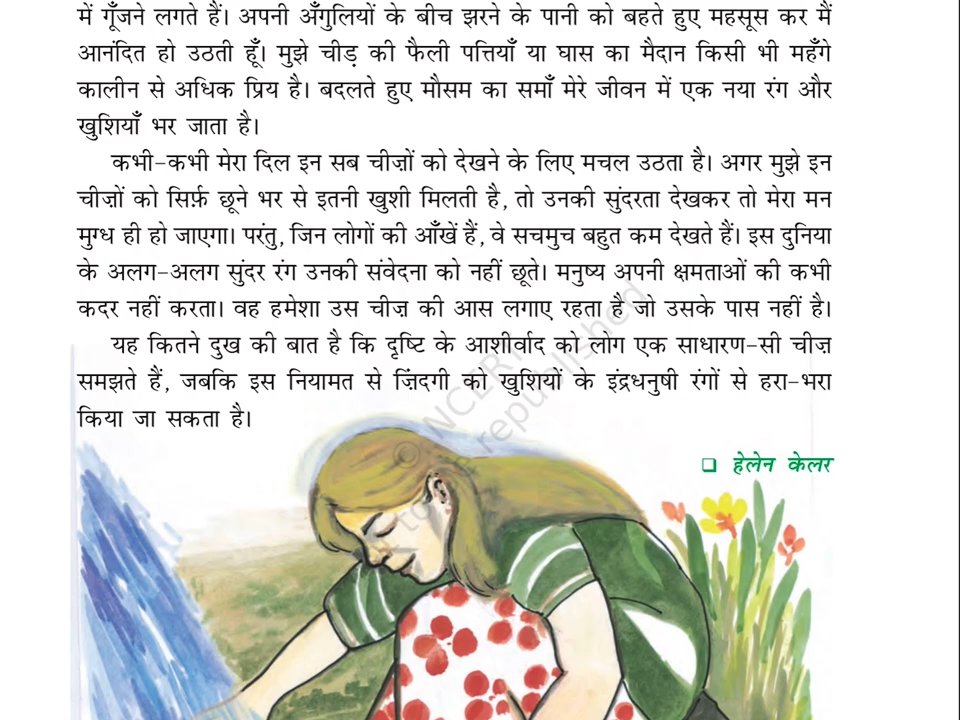 में गूँजने लगते हैं। अपनी अँगुलियों के बीच झरने के पानी को बहते हुए महसूस कर मैं
आनंदित हो उठती हूँ। मुझे चीड़ की फैली पत्तियाँ या घास का मैदान किसी भी महँगे
कालीन से अधिक प्रिय है। बदलते हुए मौसम का समाँ मेरे जीवन में एक नया रंग और
खुशियाँ भर जाता है।
कभी-कभी मेरा दिल इन सब चीज़ों को देखने के लिए मचल उठता है। अगर मुझे इन
चीज़ों को सिर्फ़ छूने भर से इतनी खुशी मिलती है, तो उनकी सुंदरता देखकर तो मेरा मन
मुग्ध ही हो जाएगा। परंतु, जिन लोगों की आँखें हैं, वे सचमुच बहुत कम देखते हैं। इस दुनिया
के अलग-अलग सुंदर रंग उनकी संवेदना को नहीं छूते। मनुष्य अपनी क्षमताओं की कभी
कदर नहीं करता। वह हमेशा उस चीज़ की आस लगाए रहता है जो उसके पास नहीं है।
यह कितने दुख की बात है कि दृष्टि के आशीर्वाद को लोग एक साधारण-सी चीज़
समझते हैं, जबकि इस नियामत से ज़िंदगी को खुशियों के इंद्रधनुषी रंगों से हरा-भरा
किया जा सकता है।
❑ हेलेन केलर
© NCERT
to be republished